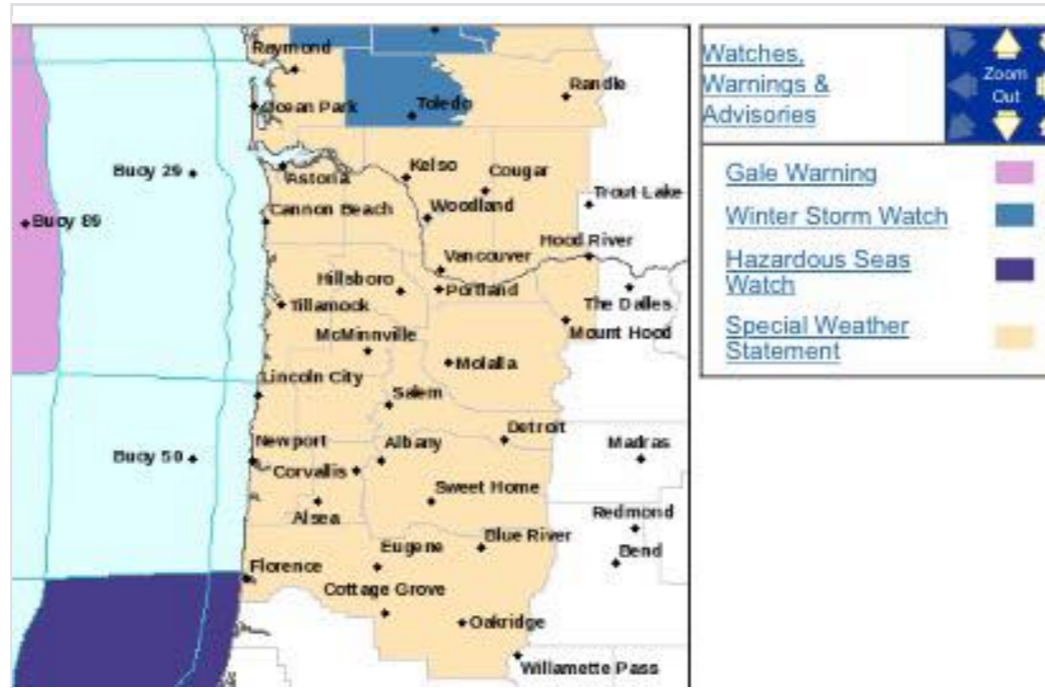 Raymond
Ocean Park
Toledo
Randle
Buoy 29
Astoria
Kelso
Cougar
Trout Lake
Buoy 89
Cannon Beach
Woodland
Hood River
Vancouver
Hillsboro
Portland
Tillamook
The Dalles
McMinnville
Mount Hood
Molalla
Lincoln City
Salem
Detroit
Newport
Albany
Madras
Buoy 50
Corvallis
Sweet Home
Alsea
Redmond
Eugene
Blue River
Bend
Florence
Cottage Grove
Oakridge
Willamette Pass
Watches,
Warnings &
Advisories
Zoom
Out
Gale Warning
Winter Storm Watch
Hazardous Seas
Watch
Special Weather
Statement